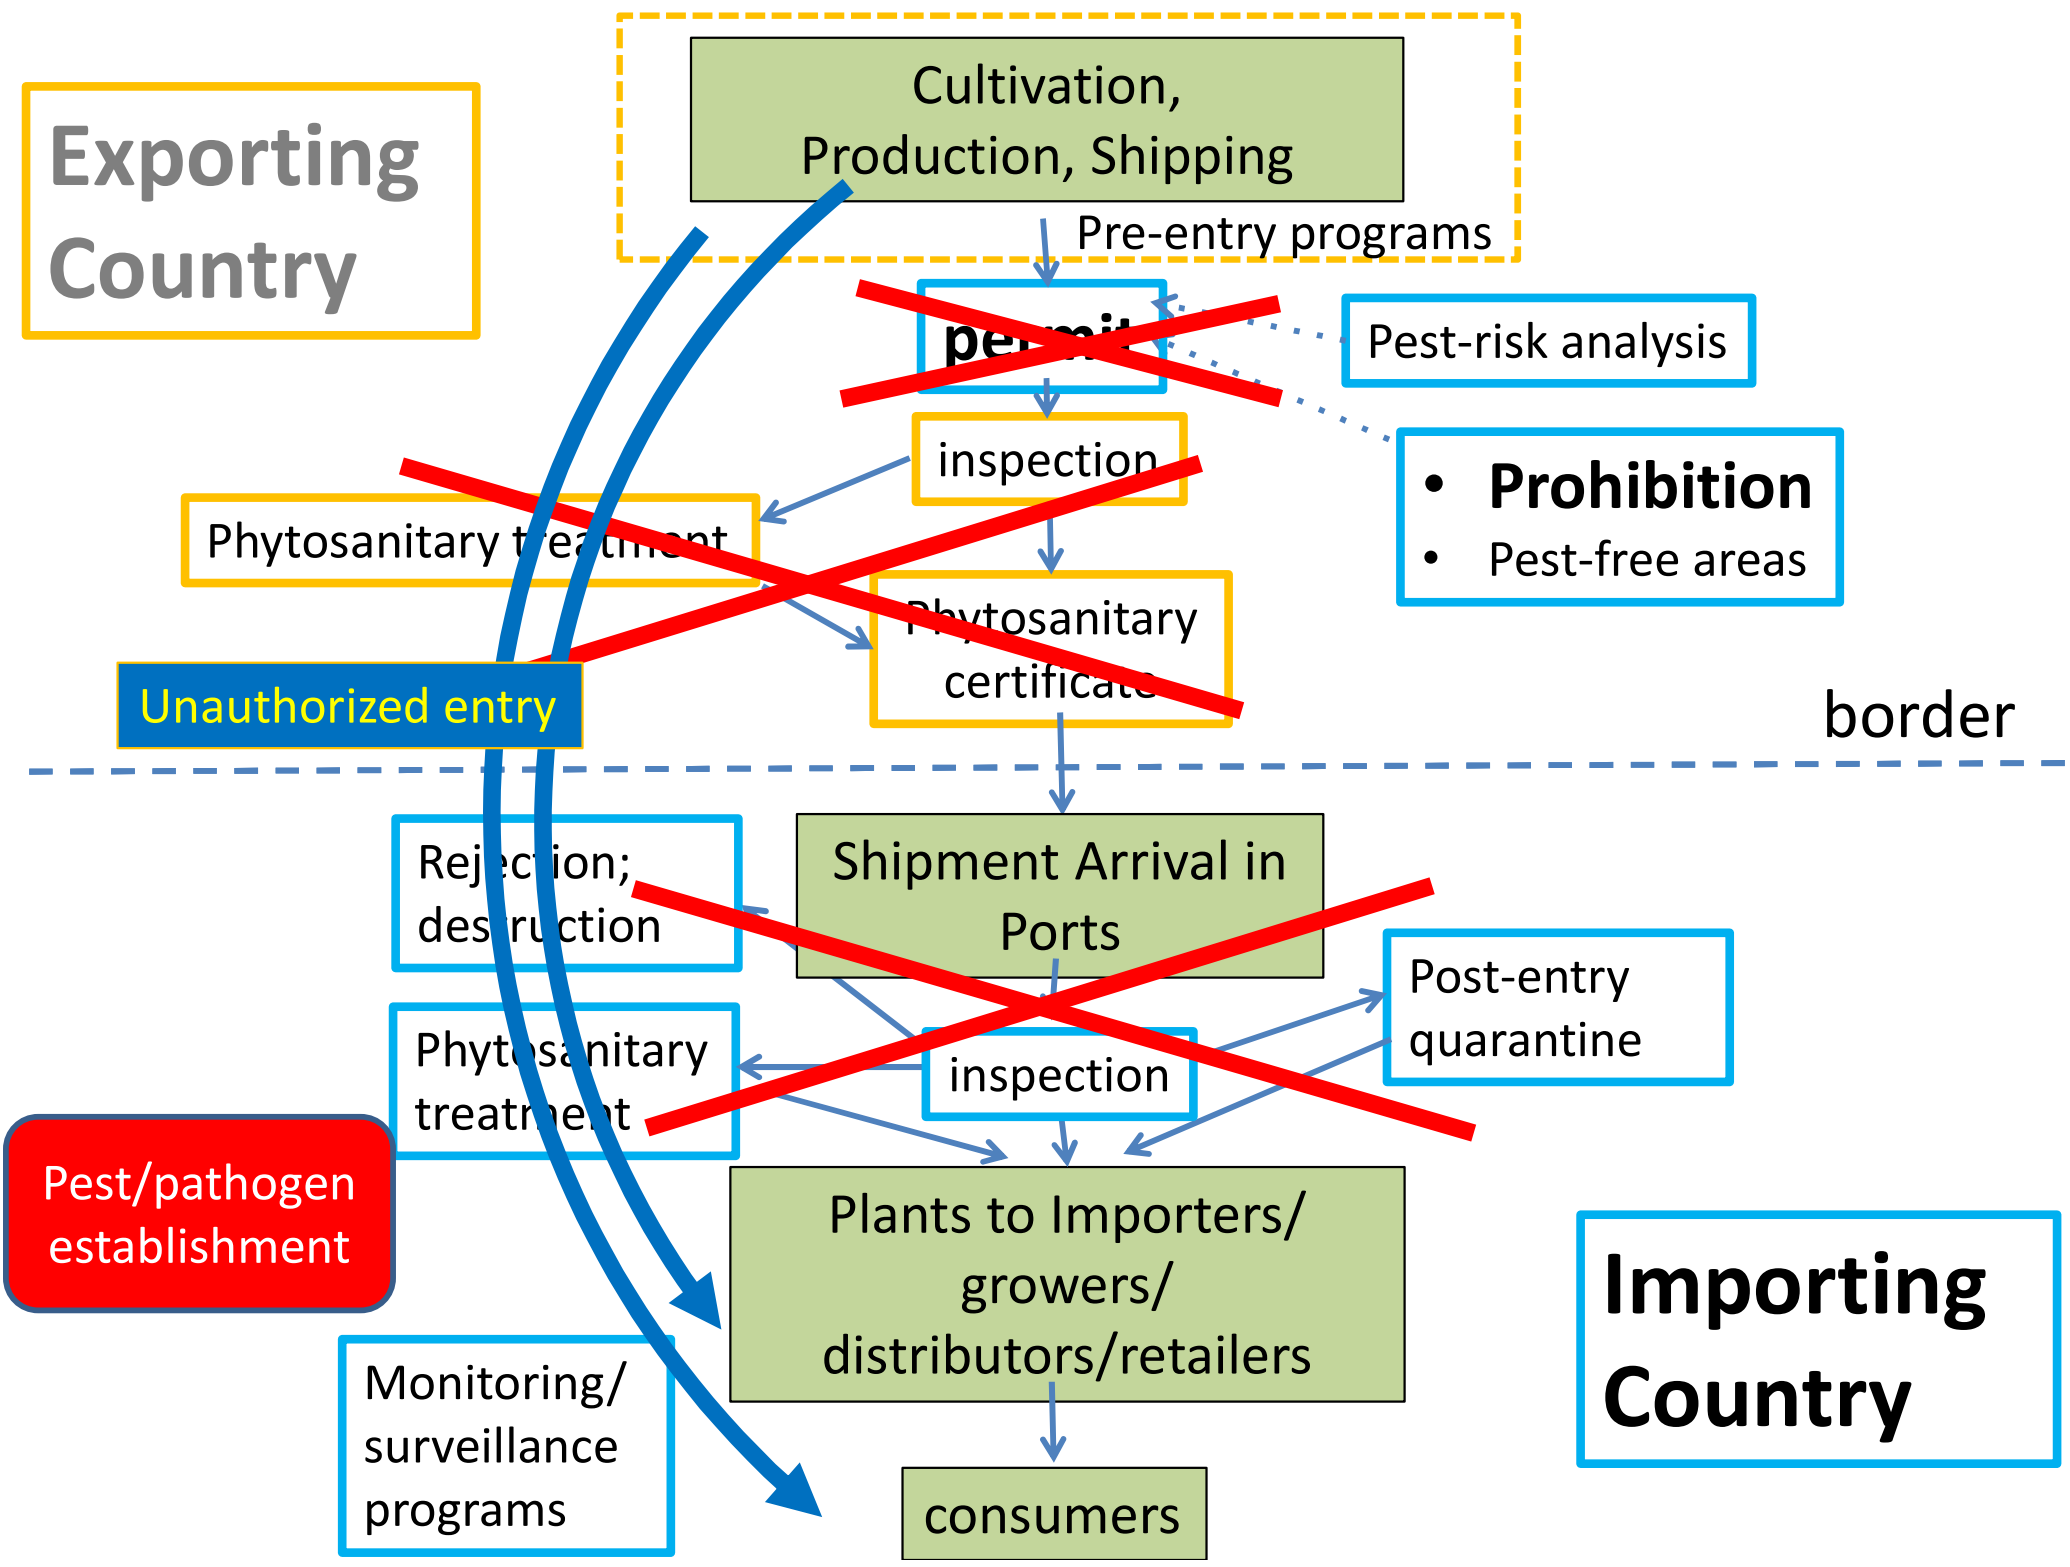 Cultivation,
Production, Shipping
Exporting
Country
Pre-entry programs
permit
Pest-risk analysis
inspection
• Prohibition
• Pest-free areas
Phytosanitary treatment
Phytosanitary
certificate
Unauthorized entry
border
Rejection;
destruction
Shipment Arrival in
Ports
Post-entry
quarantine
Phytosanitary
treatment
inspection
Pest/pathogen
establishment
Plants to Importers/
growers/
distributors/retailers
Importing
Country
Monitoring/
surveillance
programs
consumers